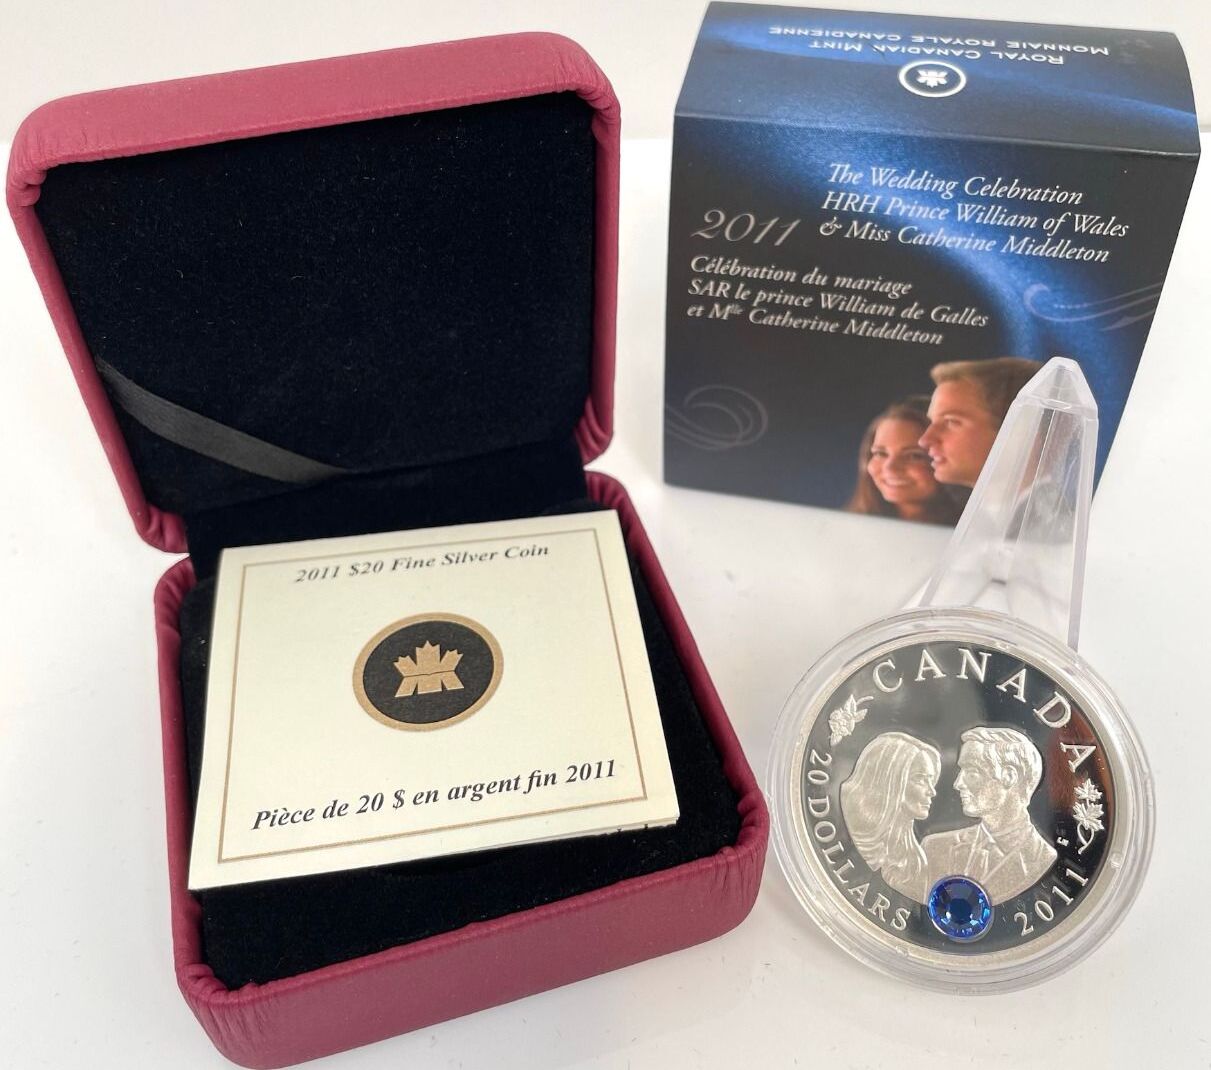 ROYAL CANADIAN MINT
MONNAIE ROYALE CANADIENNE
The Wedding Celebration
HRH Prince William of Wales
2011 & Miss Catherine Middleton
Célébration du mariage
SAR le prince William de Galles
et Mlle Catherine Middleton
2011 $20 Fine Silver Coin
Pièce de 20 $ en argent fin 2011
CANADA
20 DOLLARS
2011